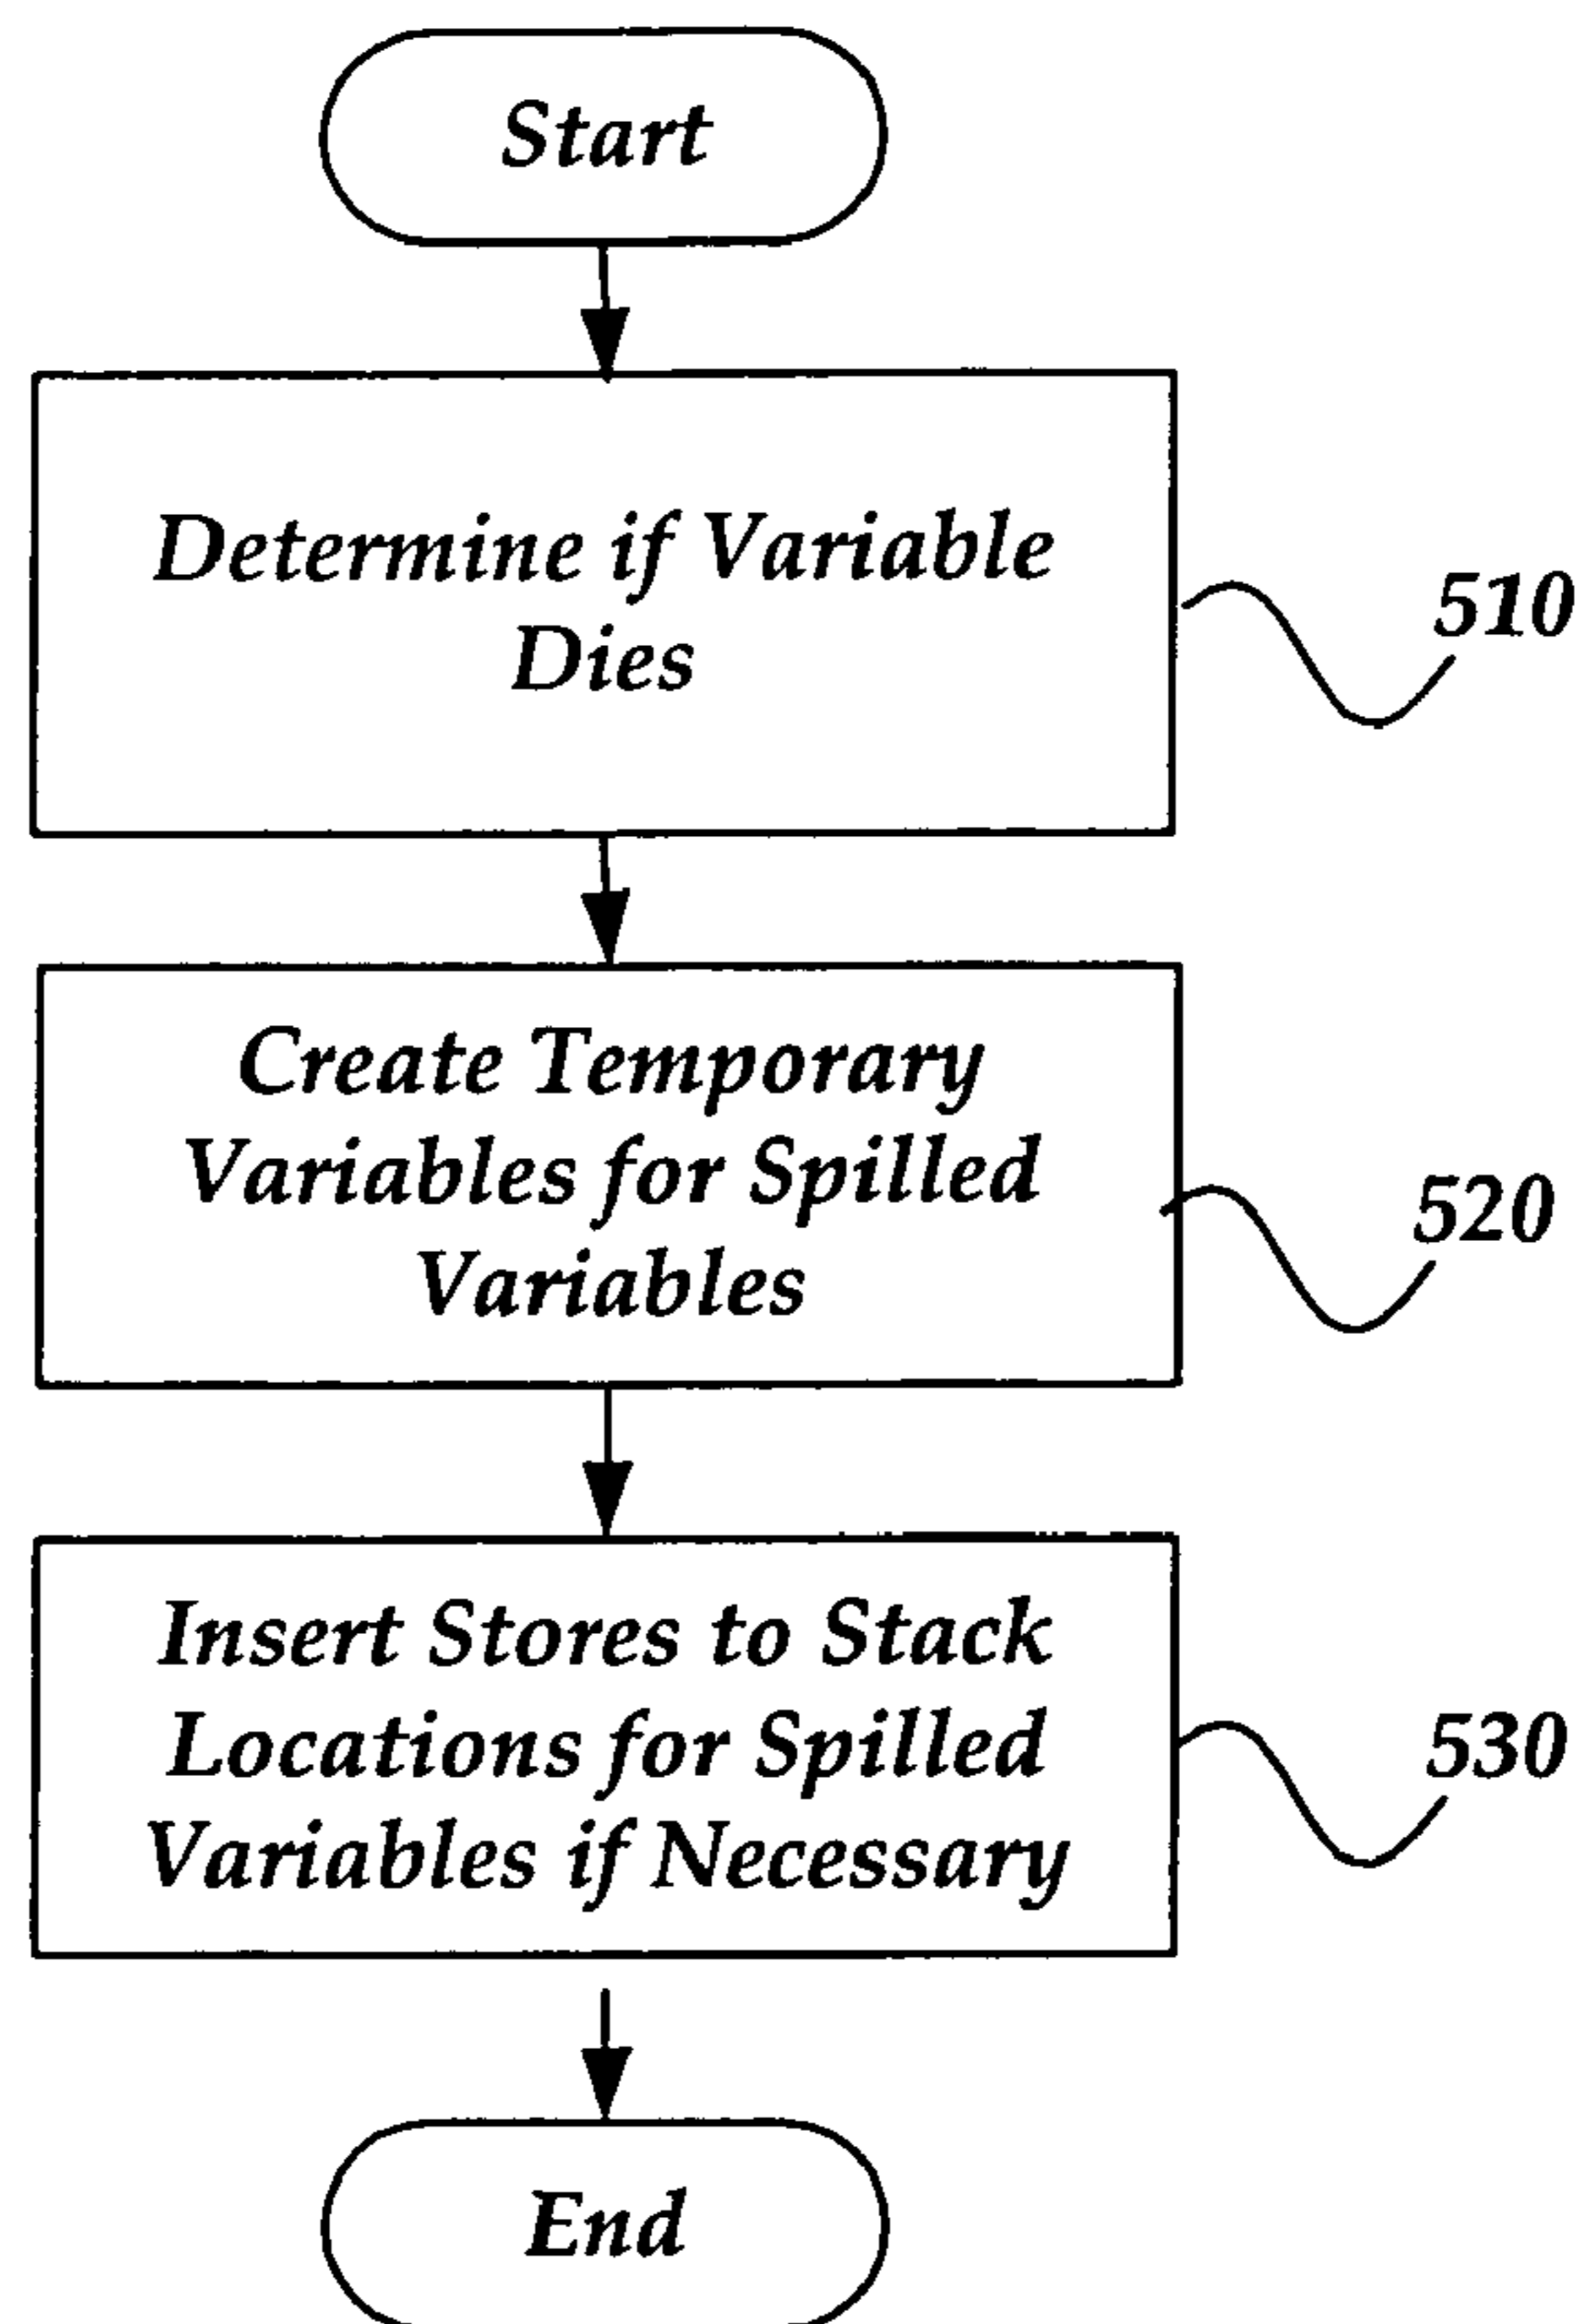 Start
Determine if Variable
Dies
510
Create Temporary
Variables for Spilled
Variables
520
Insert Stores to Stack
Locations for Spilled
Variables if Necessary
530
End